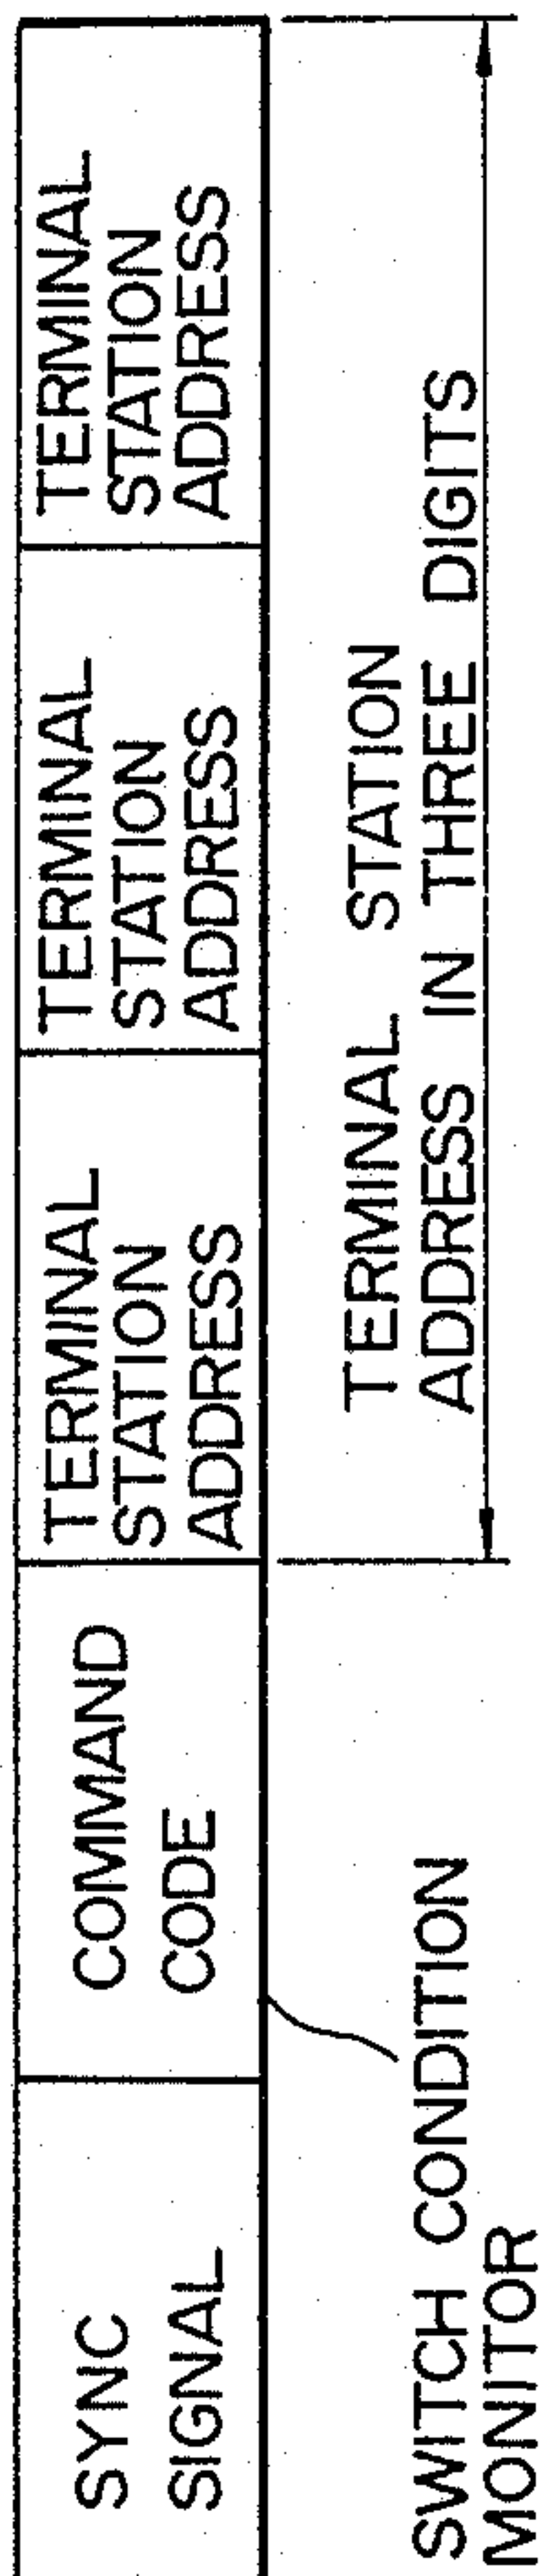 SYNC
SIGNAL
COMMAND
CODE
TERMINAL
STATION
ADDRESS
TERMINAL
STATION
ADDRESS
TERMINAL
STATION
ADDRESS
SWITCH CONDITION
MONITOR
TERMINAL STATION
ADDRESS IN THREE DIGITS